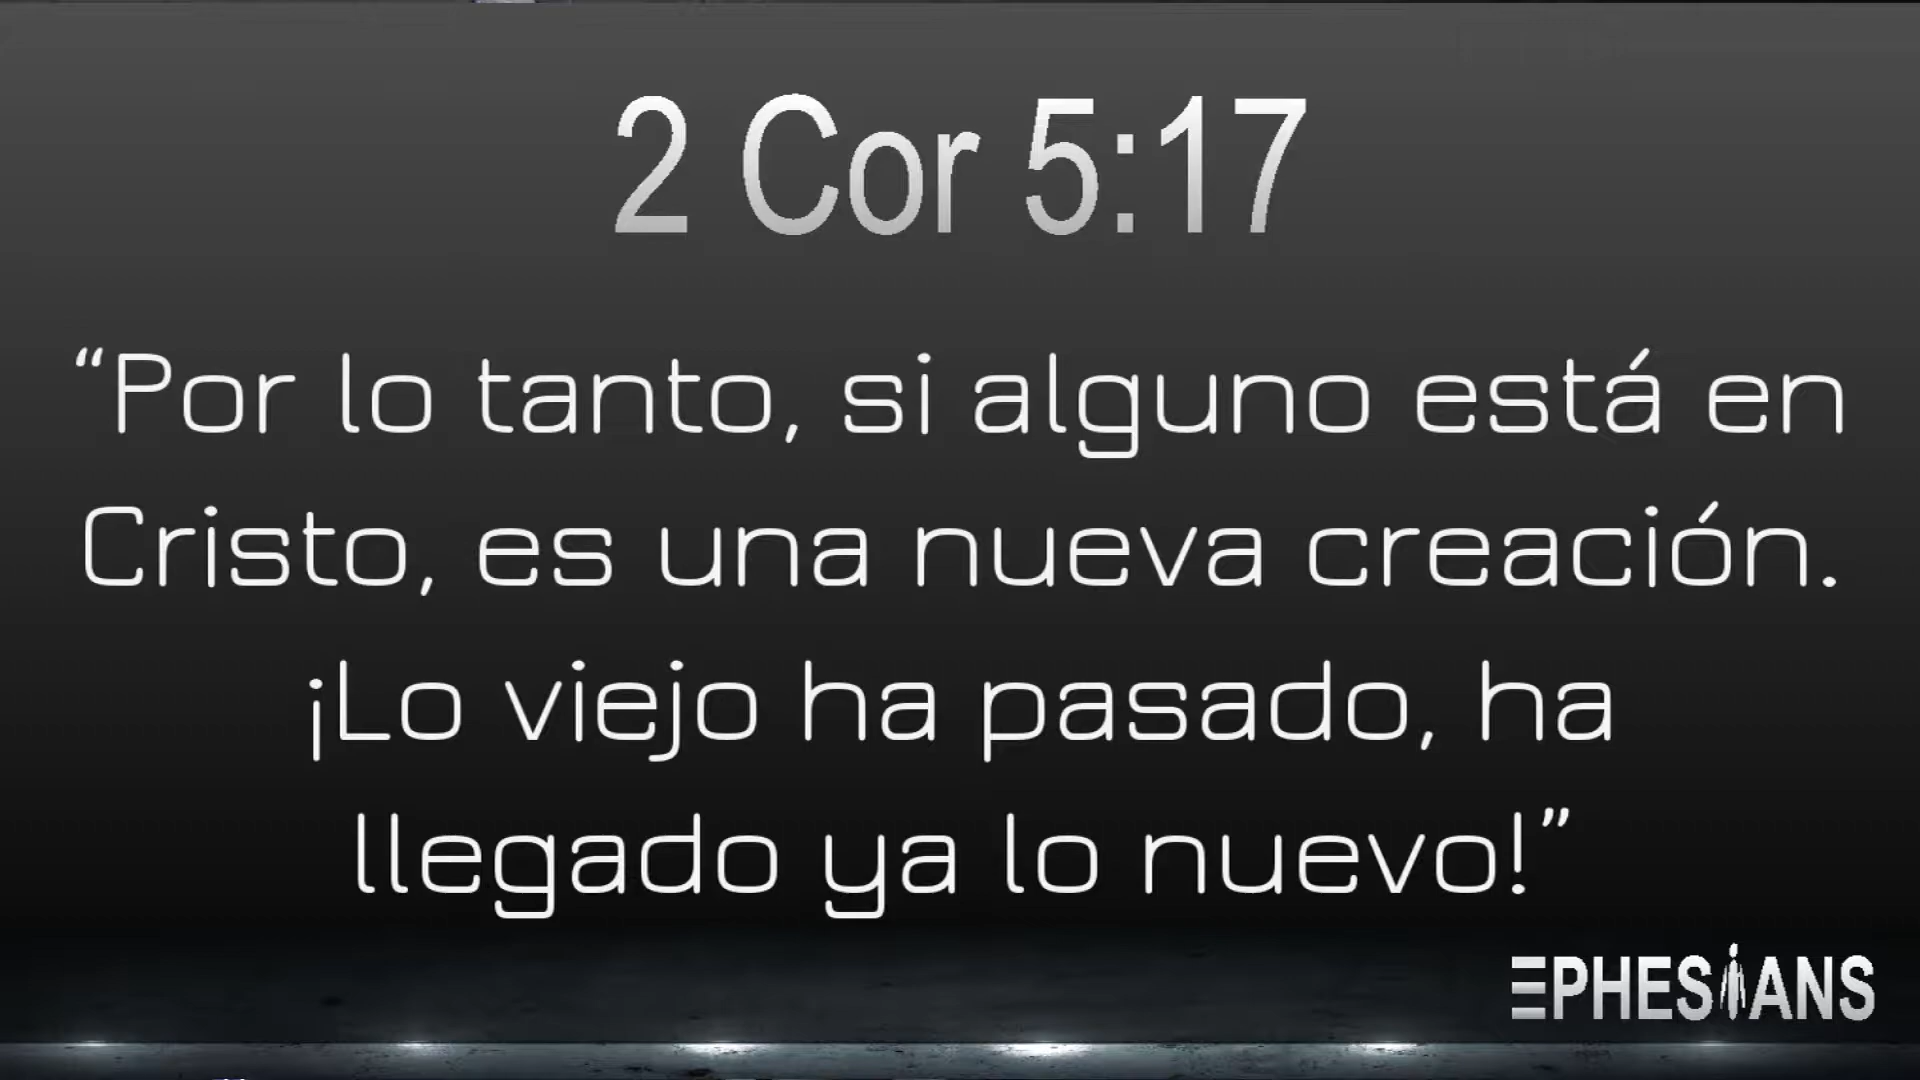 2 Cor 5:17
“Por lo tanto, si alguno está en
Cristo, es una nueva creación.
¡Lo viejo ha pasado, ha
llegado ya lo nuevo!”
EPHESIANS